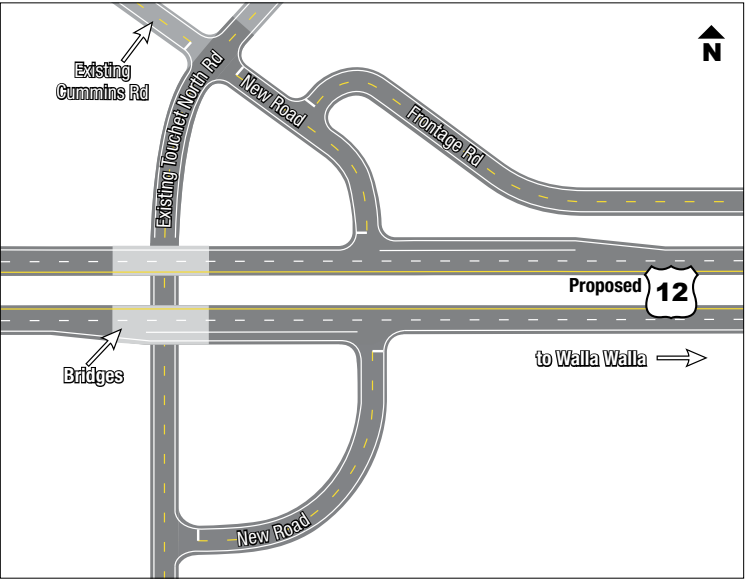 Existing
Cummins Rd
N
Existing Touchet North Rd
New Road
Frontage Rd
Proposed
12
to Walla Walla
Bridges
New Road